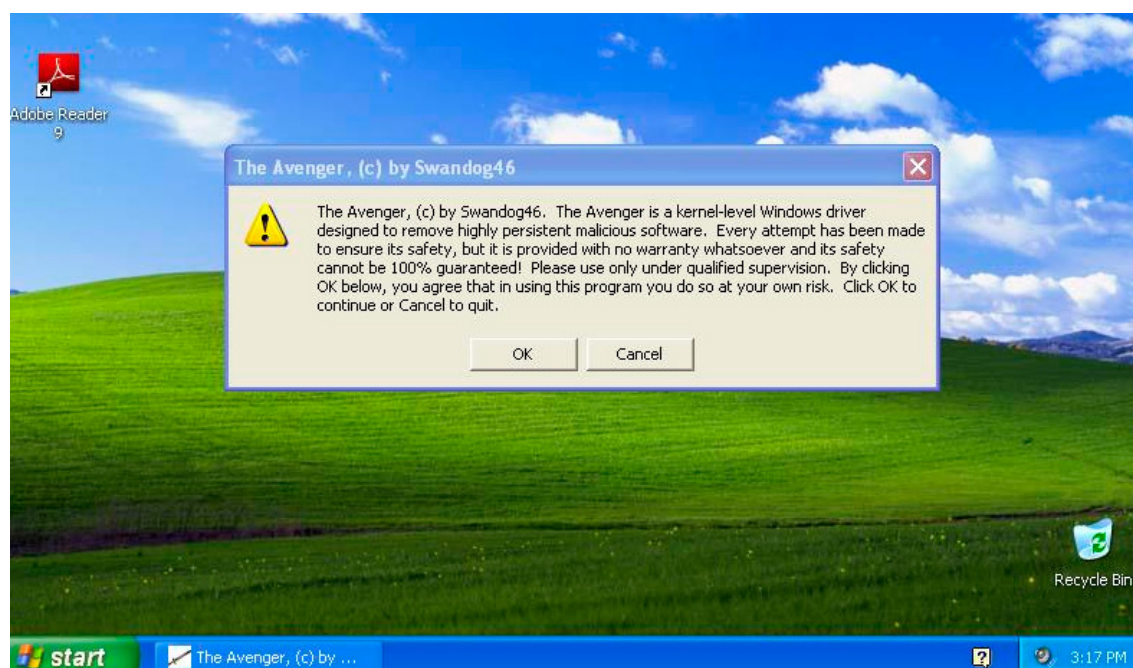 Adobe Reader
9
The Avenger, (c) by Swandog46
The Avenger, (c) by Swandog46.  The Avenger is a kernel-level Windows driver
designed to remove highly persistent malicious software.  Every attempt has been made
to ensure its safety, but it is provided with no warranty whatsoever and its safety
cannot be 100% guaranteed!  Please use only under qualified supervision.  By clicking
OK below, you agree that in using this program you do so at your own risk.  Click OK to
continue or Cancel to quit.
OK Cancel
Recycle Bin
start The Avenger, (c) by ... 3:17 PM